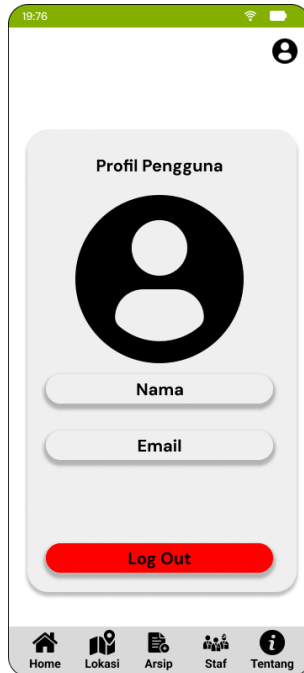 19:76
Profil Pengguna
Nama
Email
Log Out
Home Lokasi Arsip Staf Tentang